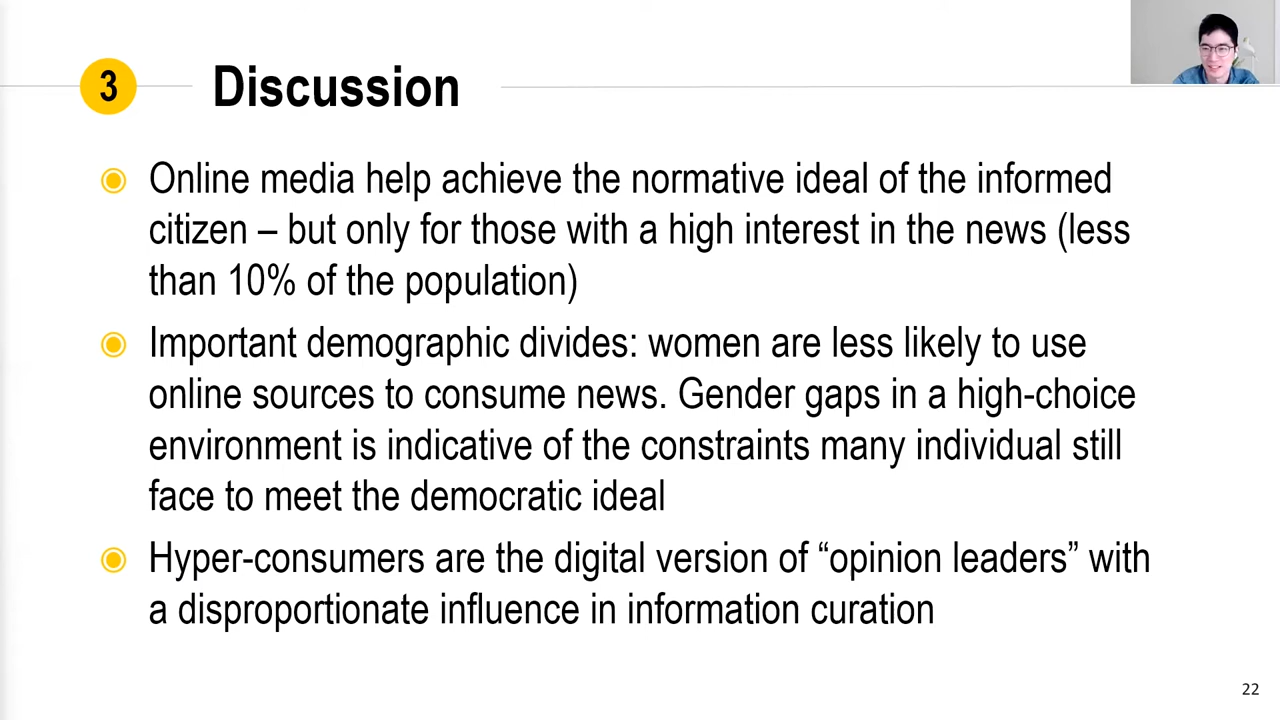 3
Discussion
Online media help achieve the normative ideal of the informed
citizen – but only for those with a high interest in the news (less
than 10% of the population)
Important demographic divides: women are less likely to use
online sources to consume news. Gender gaps in a high-choice
environment is indicative of the constraints many individual still
face to meet the democratic ideal
Hyper-consumers are the digital version of “opinion leaders” with
a disproportionate influence in information curation
22